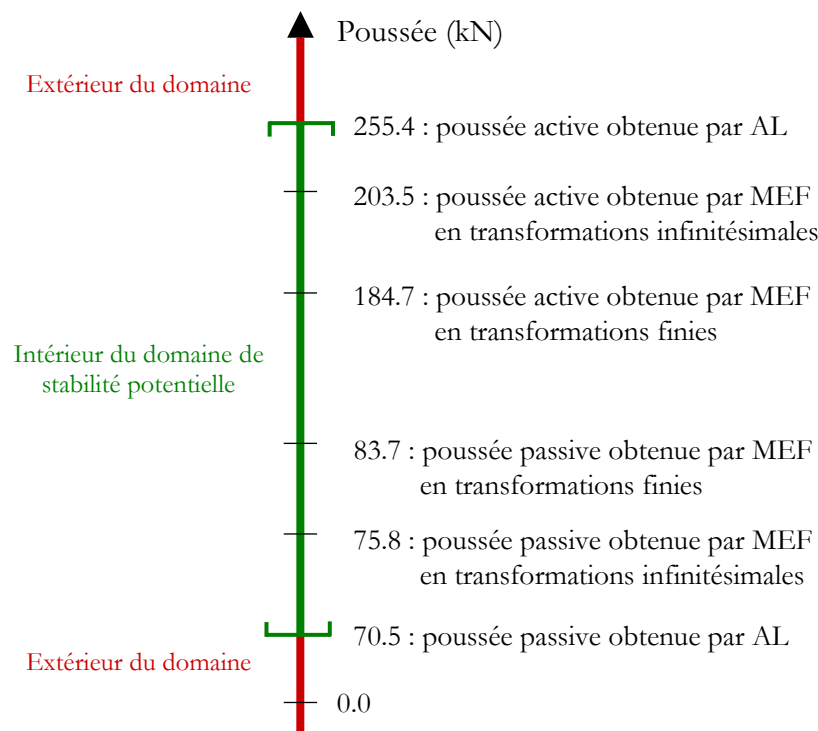 Poussée (kN)
Extérieur du domaine
255.4 : poussée active obtenue par AL
203.5 : poussée active obtenue par MEF
en transformations infinitésimales
184.7 : poussée active obtenue par MEF
en transformations finies
Intérieur du domaine de
stabilité potentielle
83.7 : poussée passive obtenue par MEF
en transformations finies
75.8 : poussée passive obtenue par MEF
en transformations infinitésimales
70.5 : poussée passive obtenue par AL
Extérieur du domaine
0.0